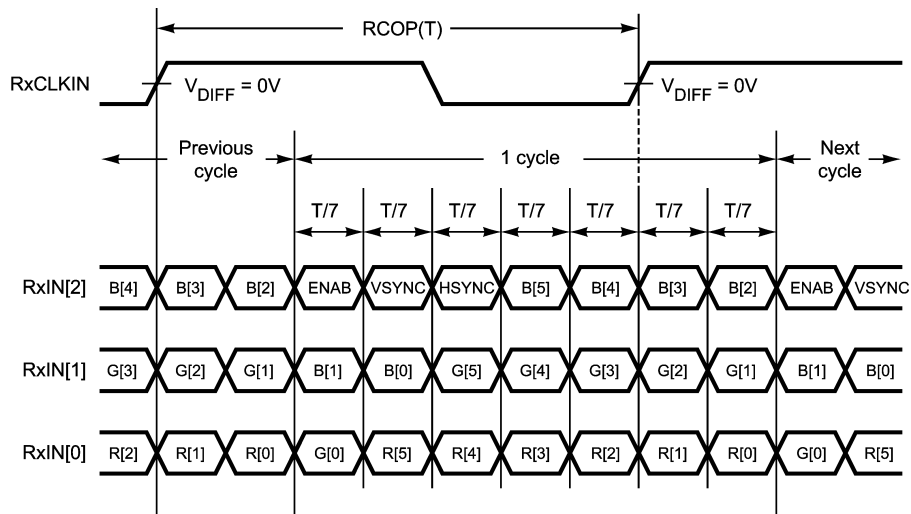 RCOP(T)
RxCLKIN
VDIFF = 0V
VDIFF = 0V
Previous
cycle
1 cycle
Next
cycle
T/7 T/7 T/7 T/7 T/7 T/7 T/7
RxIN[2] B[4] B[3] B[2] ENAB VSYNC HSYNC B[5] B[4] B[3] B[2] ENAB VSYNC
RxIN[1] G[3] G[2] G[1] B[1] B[0] G[5] G[4] G[3] G[2] G[1] B[1] B[0]
RxIN[0] R[2] R[1] R[0] G[0] R[5] R[4] R[3] R[2] R[1] R[0] G[0] R[5]